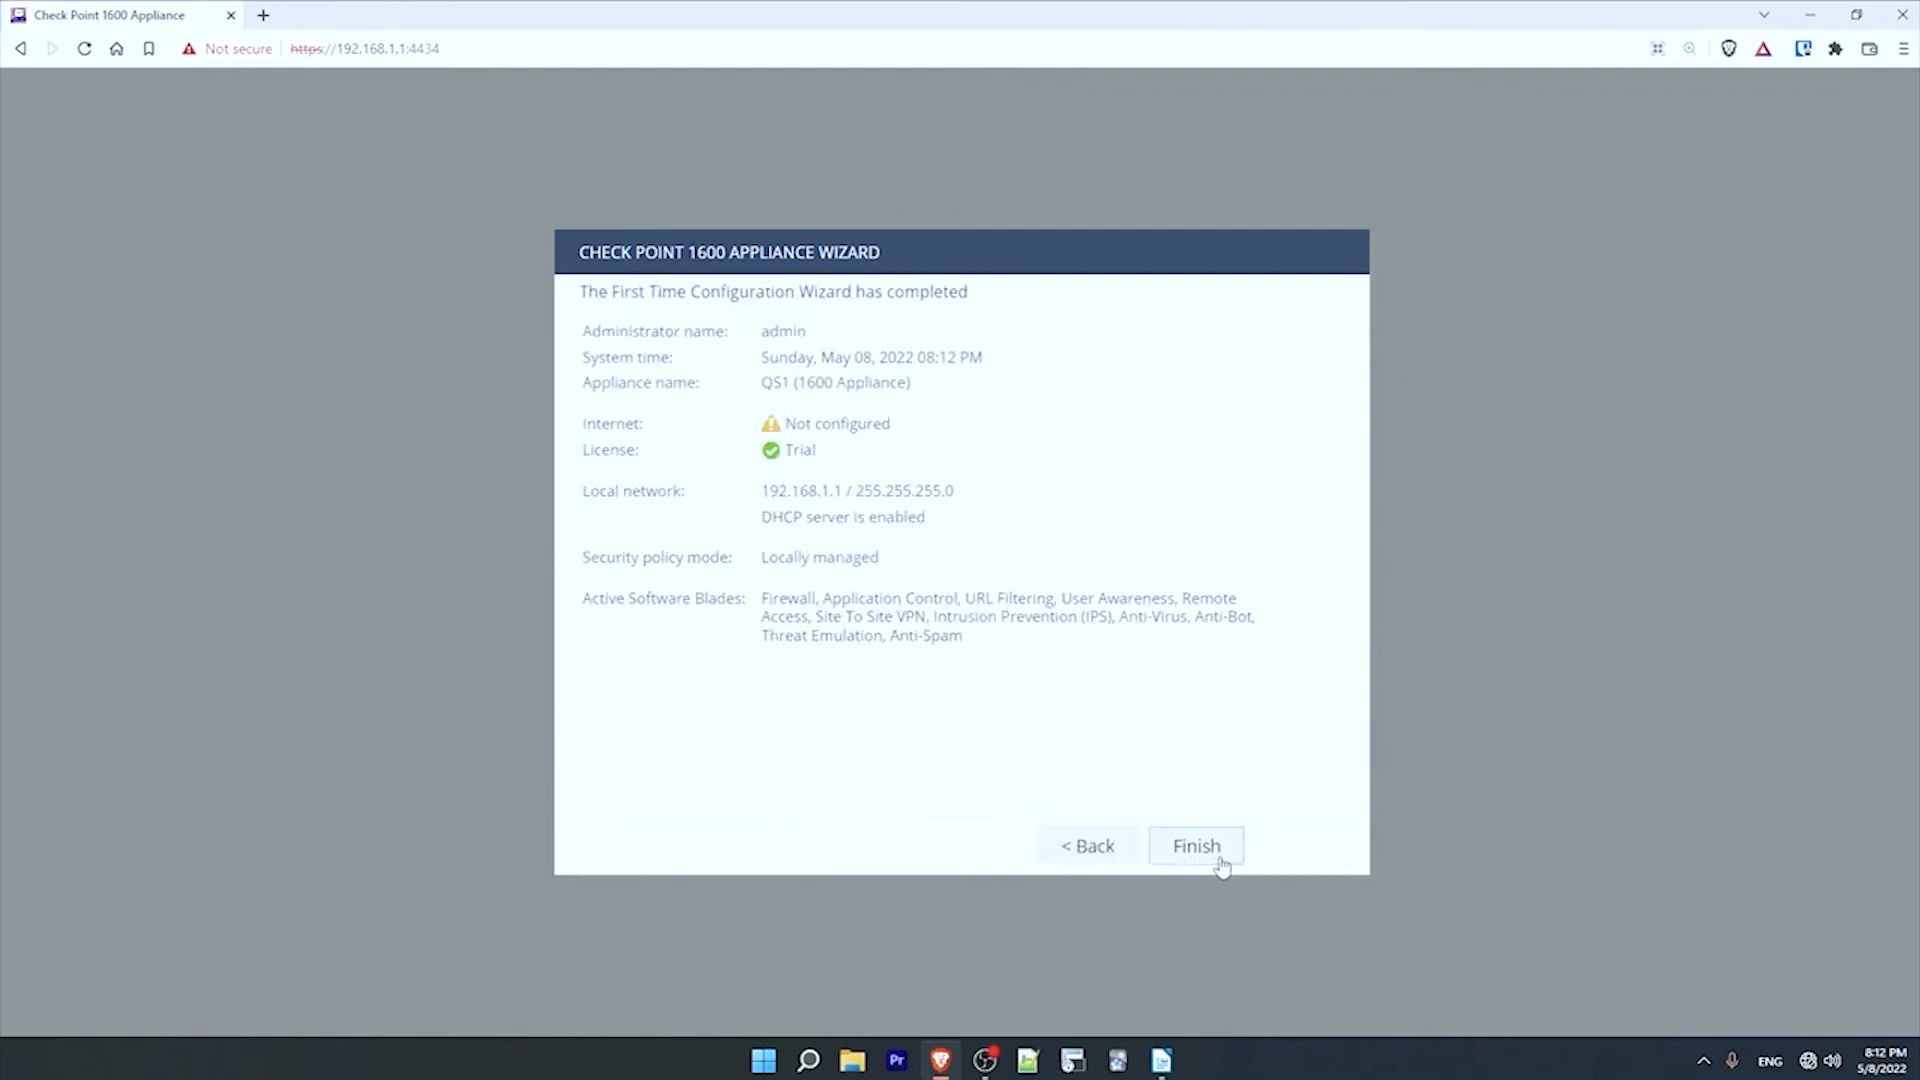 Check Point 1600 Appliance
Not secure
https://192.168.1.1:4434
CHECK POINT 1600 APPLIANCE WIZARD
The First Time Configuration Wizard has completed
Administrator name: admin
System time: Sunday, May 08, 2022 08:12 PM
Appliance name: QS1 (1600 Appliance)
Internet: Not configured
License: Trial
Local network: 192.168.1.1 / 255.255.255.0
DHCP server is enabled
Security policy mode: Locally managed
Active Software Blades: Firewall, Application Control, URL Filtering, User Awareness, Remote
Access, Site To Site VPN, Intrusion Prevention (IPS), Anti-Virus, Anti-Bot,
Threat Emulation, Anti-Spam
< Back
Finish
Pr
ENG
8:12 PM
5/8/2022